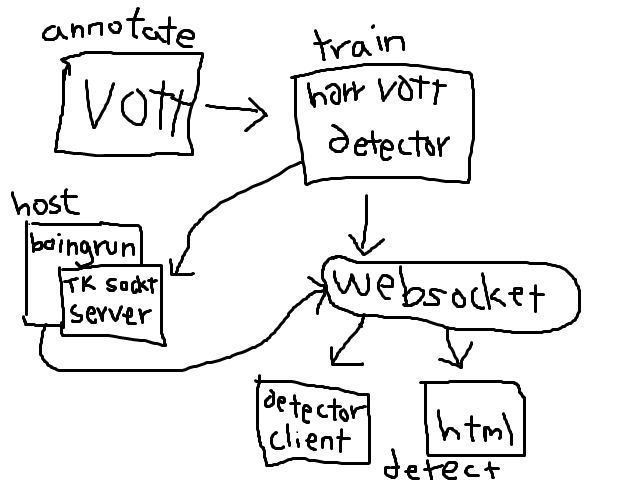 annotate
VOTT
train
harr VOTT
detector
host
boingrun
TK sockt
server
websocket
detector
client
html
detect